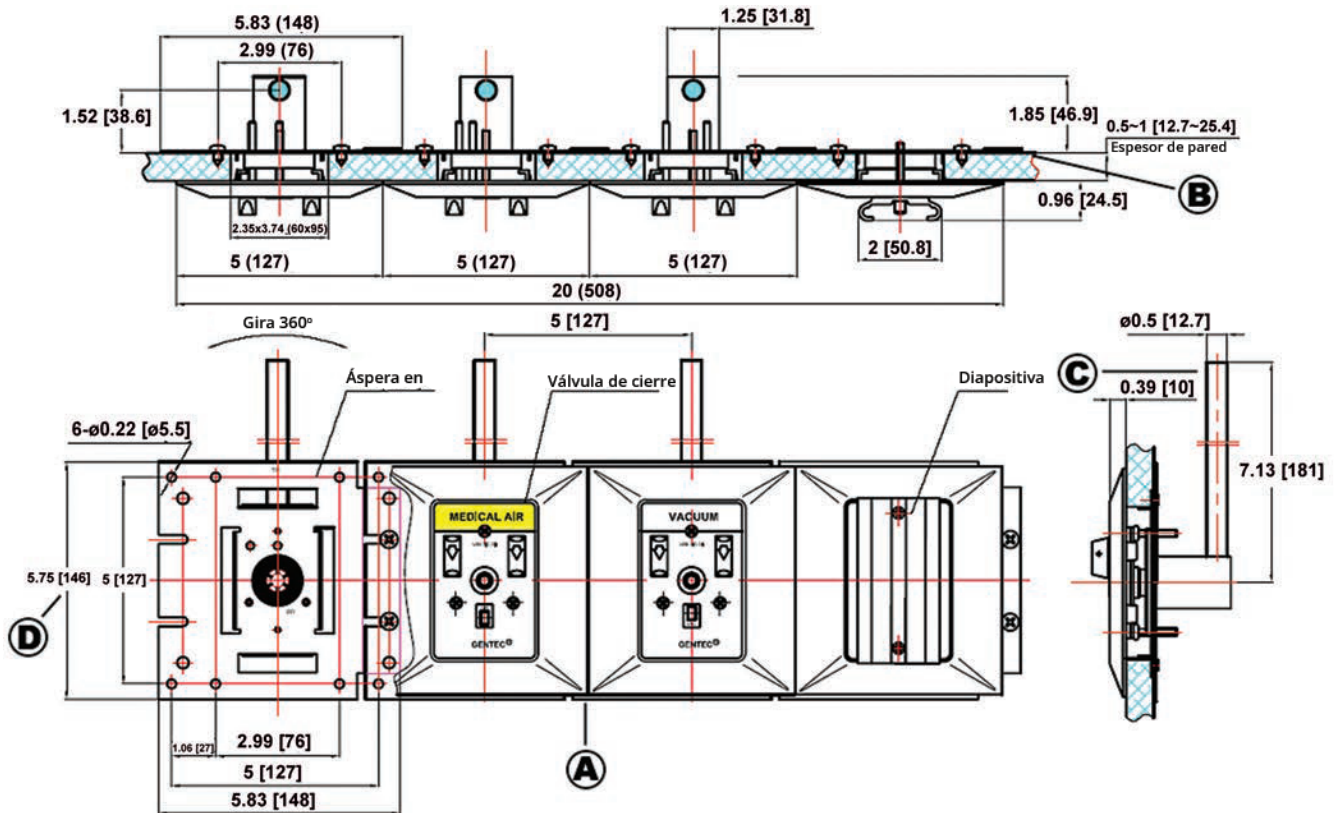 5.83 (148)
1.25 [31.8]
2.99 (76)
1.52 [38.6]
1.85 [46.9]
0.5~1 [12.7~25.4]
Espesor de pared
B
0.96 [24.5]
2.35x3.74 (60x95)
2 [50.8]
5 (127)
5 (127)
5 (127)
20 (508)
Gira 360º
5 [127]
ø0.5 [12.7]
Áspera en
Válvula de cierre
Diapositiva
C
0.39 [10]
6-ø0.22 [ø5.5]
7.13 [181]
MEDICAL AIR
VACUUM
5.75 [146]
5 [127]
D
GENTEC®
GENTEC®
1.06 [27]
2.99 [76]
A
5 [127]
5.83 [148]